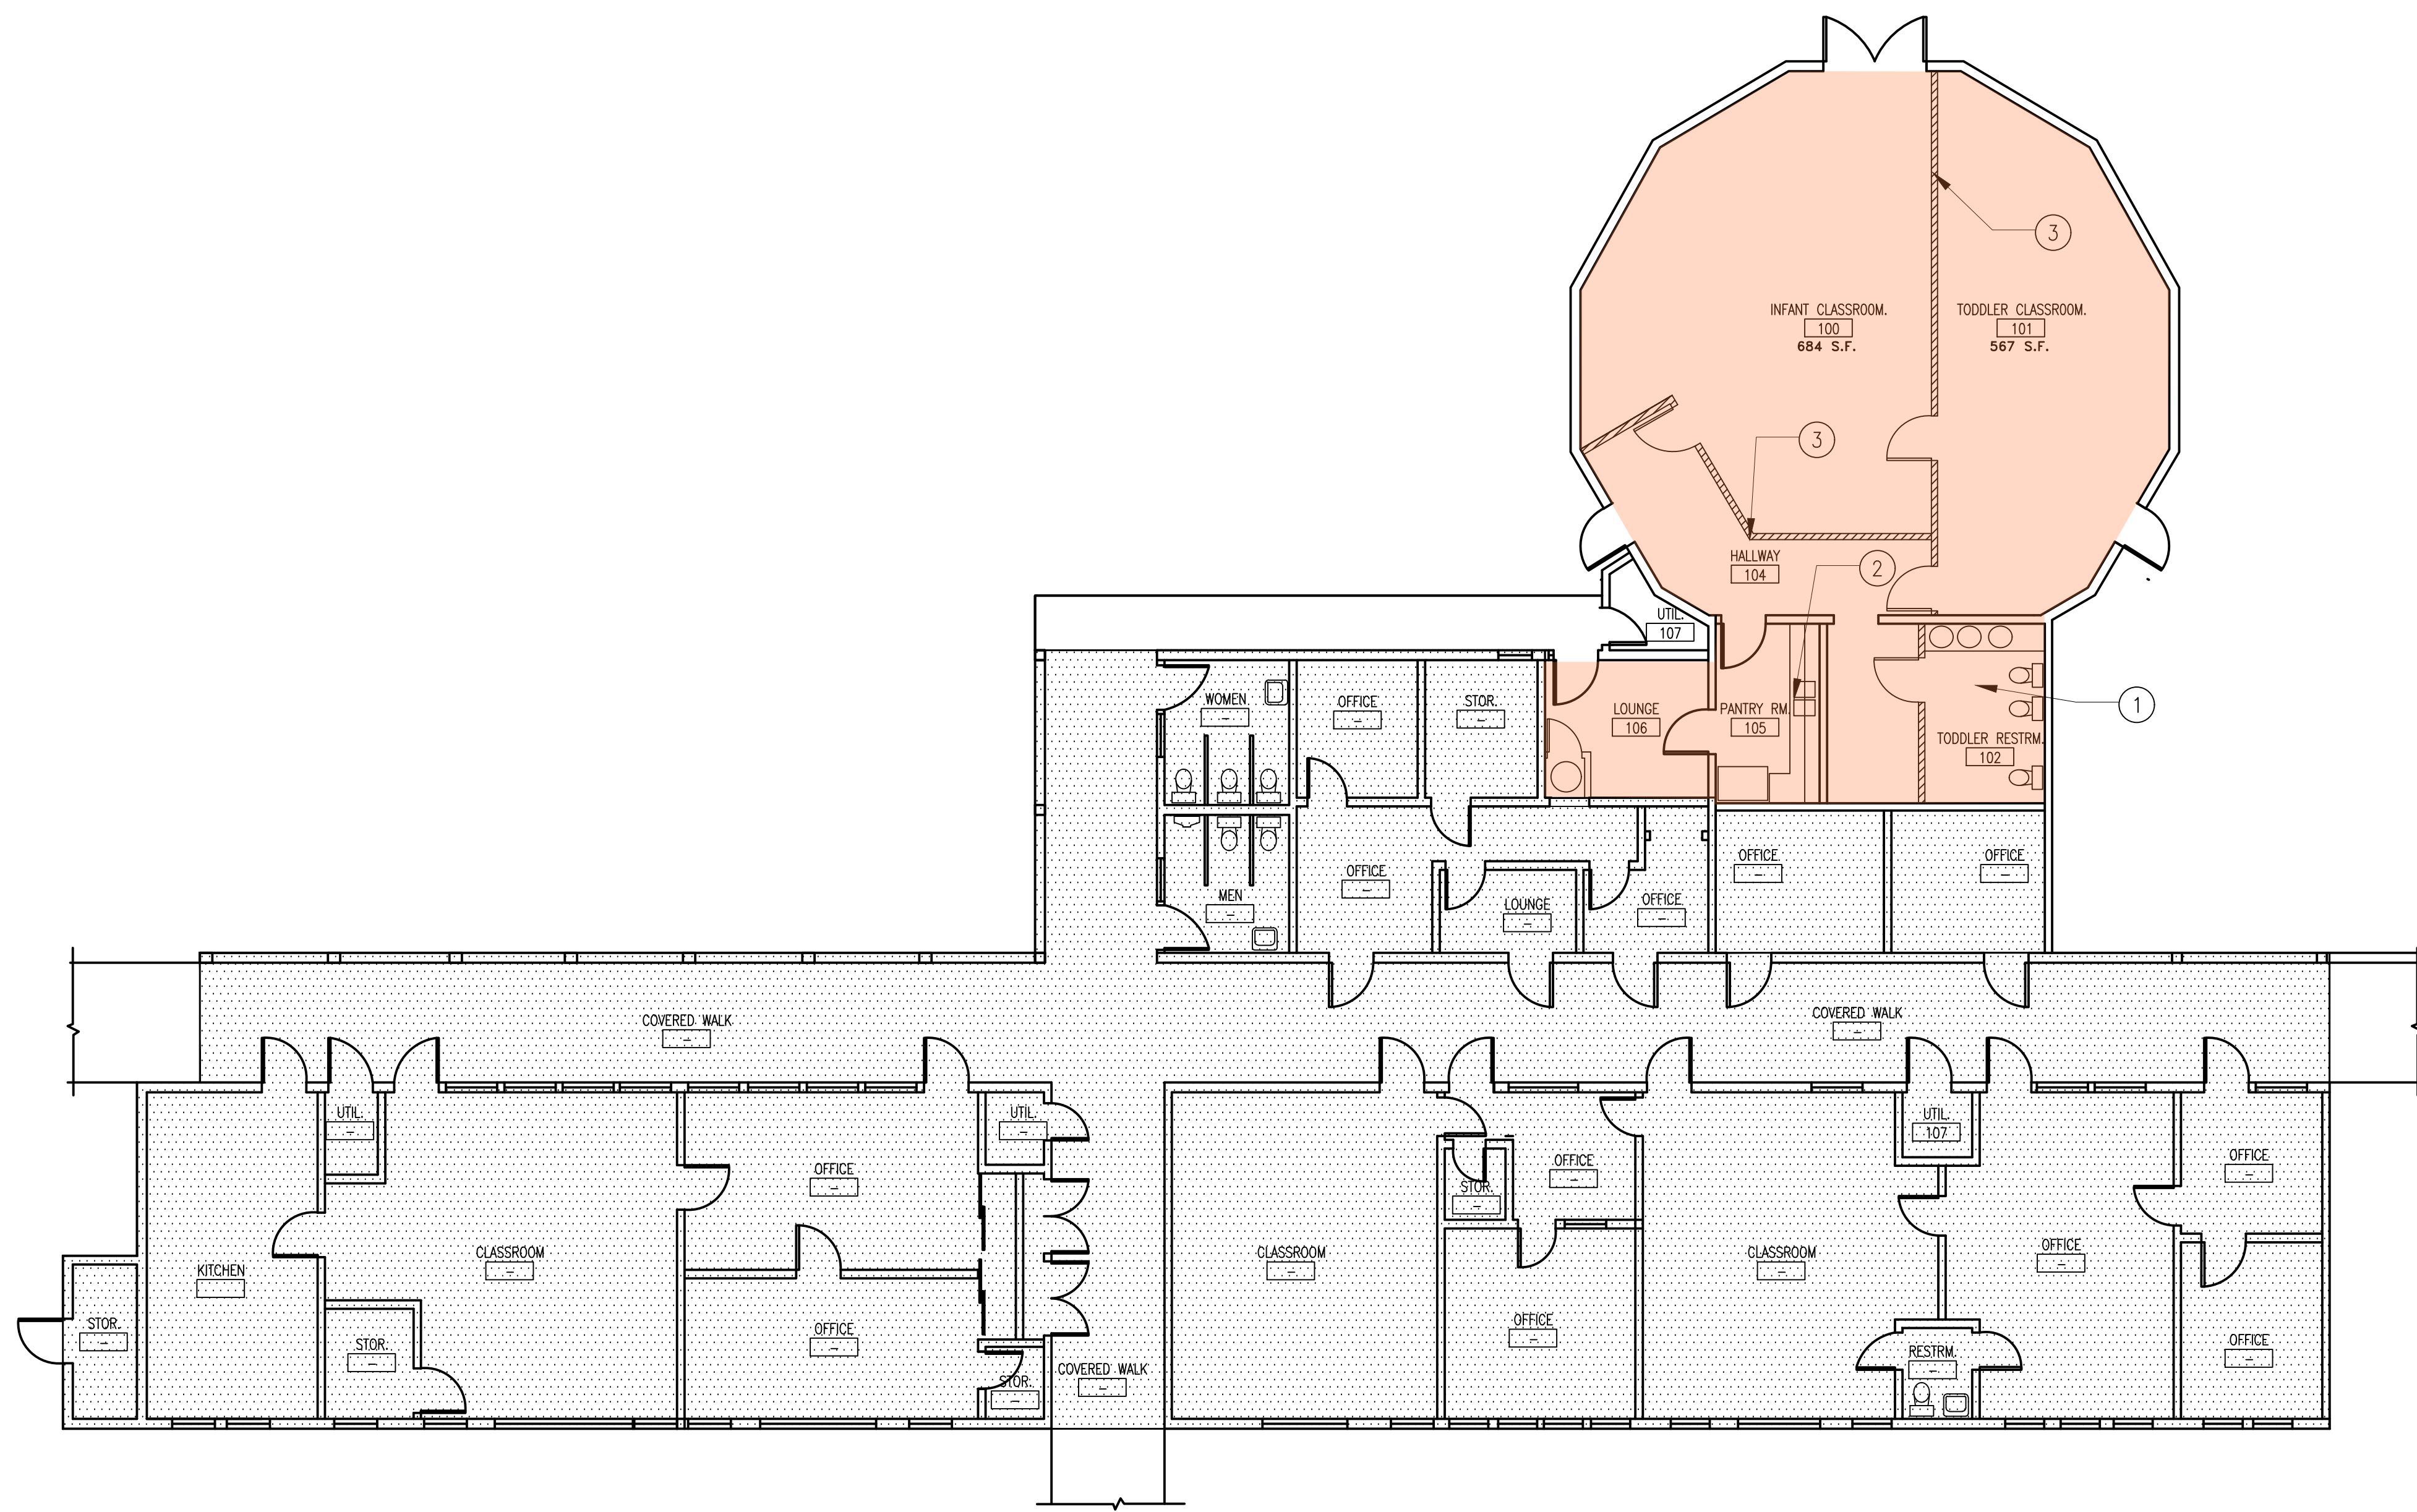 3
INFANT CLASSROOM.
100
684 S.F.
TODDLER CLASSROOM.
101
567 S.F.
3
HALLWAY
104
2
UTIL.
107
WOMEN
–
OFFICE
–
STOR.
–
LOUNGE
106
PANTRY RM.
105
1
TODDLER RESTRM.
102
OFFICE
–
MEN
–
LOUNGE
–
OFFICE
–
OFFICE
–
OFFICE
–
COVERED WALK
–
COVERED WALK
–
UTIL.
–
UTIL.
–
UTIL.
107
OFFICE
–
OFFICE
–
STOR.
–
OFFICE
–
KITCHEN
–
CLASSROOM
–
CLASSROOM
–
CLASSROOM
–
OFFICE
–
STOR.
–
STOR.
–
OFFICE
–
OFFICE
–
RESTRM.
–
OFFICE
–
STOR.
–
COVERED WALK
–